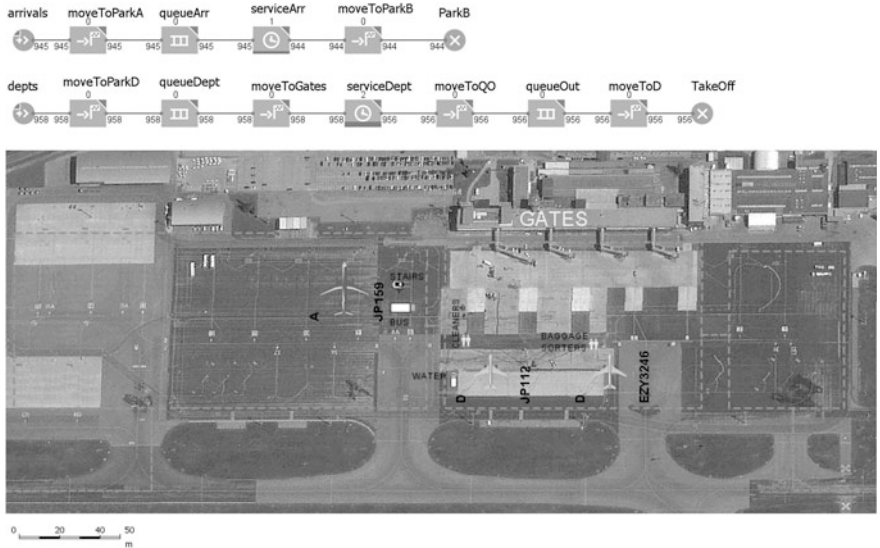 arrivals moveToParkA queueArr serviceArr moveToParkB ParkB
0 0 1 0
945 945 945 945 945 944 944 944
depts moveToParkD queueDept moveToGates serviceDept moveToQO queueOut moveToD TakeOff
0 0 0 2 0 0 0
958 958 958 958 958 958 958 956 956 956 956 956 956 956
GATES
STAIRS
JP159
A
BUS
CLEANERS
BAGGAGE
SORTERS
WATER
D
JP112
D
EZY3246
0 20 40 50
m